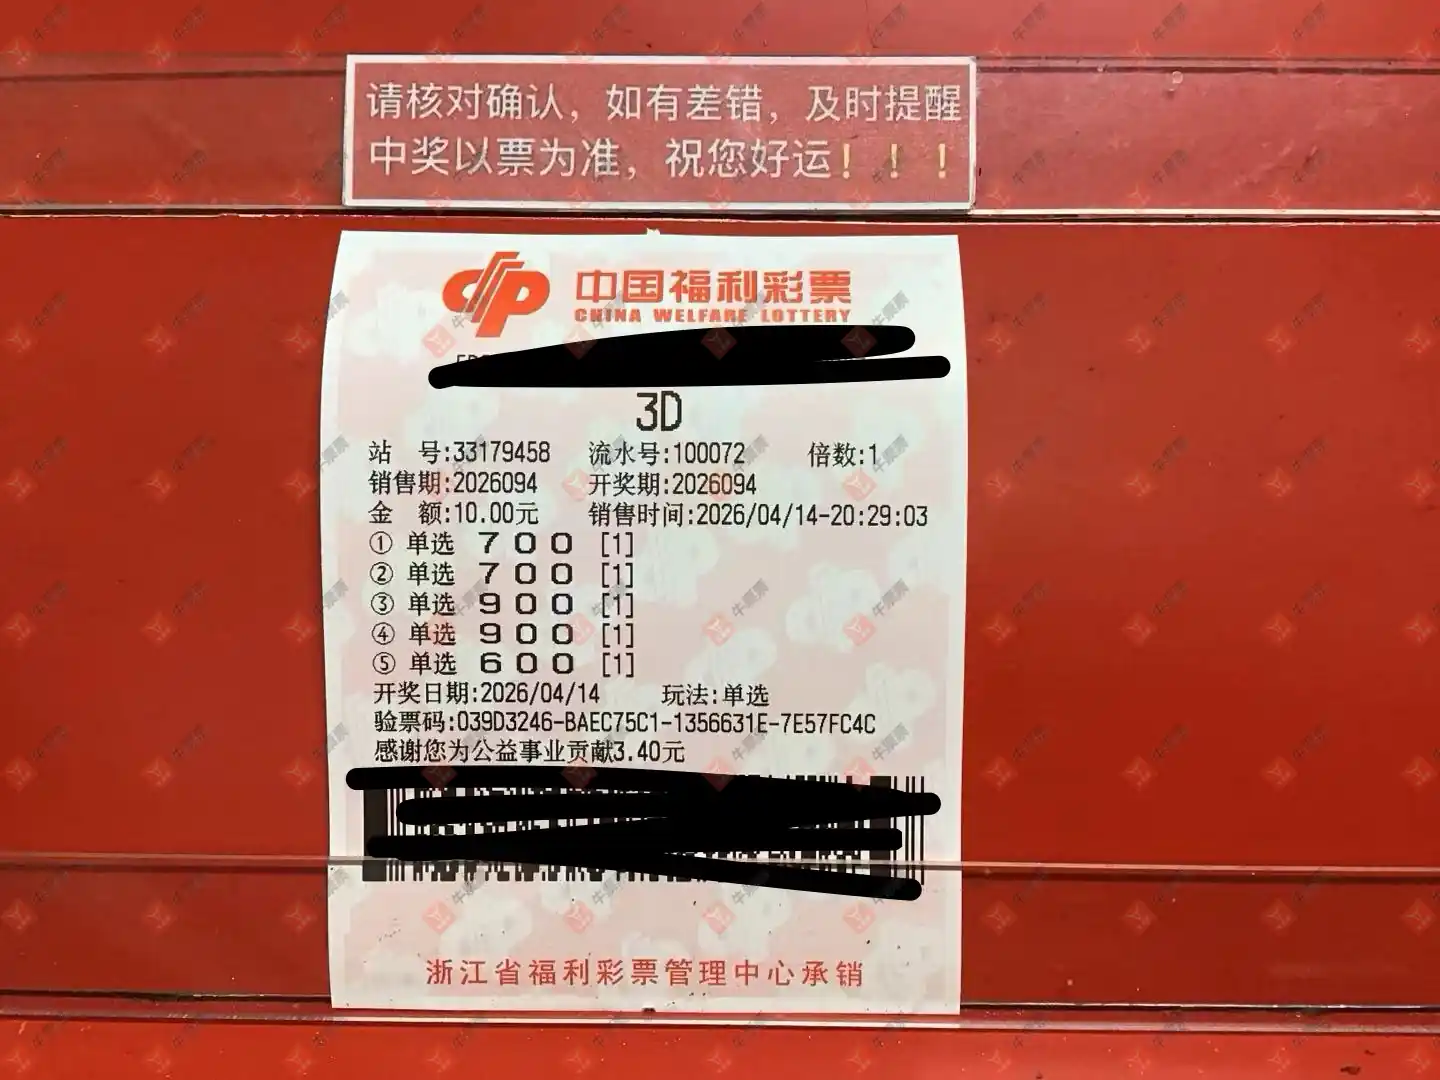 请核对确认，如有差错，及时提醒
中奖以票为准，祝您好运！！！
中国福利彩票
CHINA WELFARE LOTTERY
3D
站 号:33179458 流水号:100072 倍数:1
销售期:2026094 开奖期:2026094
金 额:10.00元 销售时间:2026/04/14-20:29:03
① 单选 7 0 0 [1]
② 单选 7 0 0 [1]
③ 单选 9 0 0 [1]
④ 单选 9 0 0 [1]
⑤ 单选 6 0 0 [1]
开奖日期:2026/04/14 玩法:单选
验票码:039D3246-BAEC75C1-1356631E-7E57FC4C
感谢您为公益事业贡献3.40元
浙江省福利彩票管理中心承销